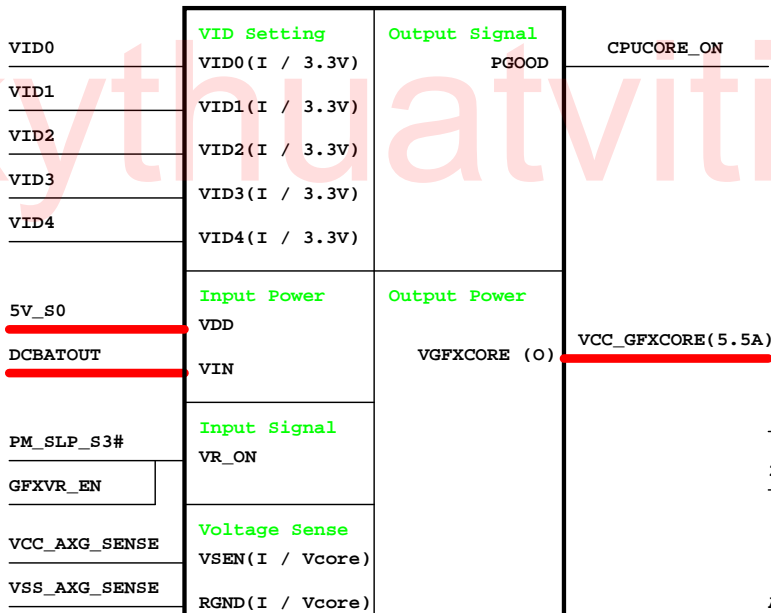 VID0
VID1
VID2
VID3
VID4
5V_S0
DCBATOUT
PM_SLP_S3#
GFXVR_EN
VCC_AXG_SENSE
VSS_AXG_SENSE
VID Setting
VID0(I / 3.3V)
VID1(I / 3.3V)
VID2(I / 3.3V)
VID3(I / 3.3V)
VID4(I / 3.3V)
Input Power
VDD
VIN
Input Signal
VR_ON
Voltage Sense
VSEN(I / Vcore)
RGND(I / Vcore)
Output Signal
PGOOD
Output Power
VGFXCORE (O)
CPUCORE_ON
VCC_GFXCORE(5.5A)
ythuatviti